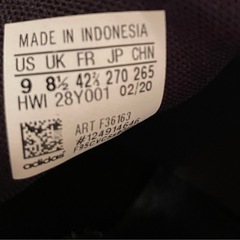 MADE IN INDONESIA
US UK FR JP CHN
9 8½ 42⅔ 270 265
HWI 28Y001 02/20
ART F36163
#124914646
adidas